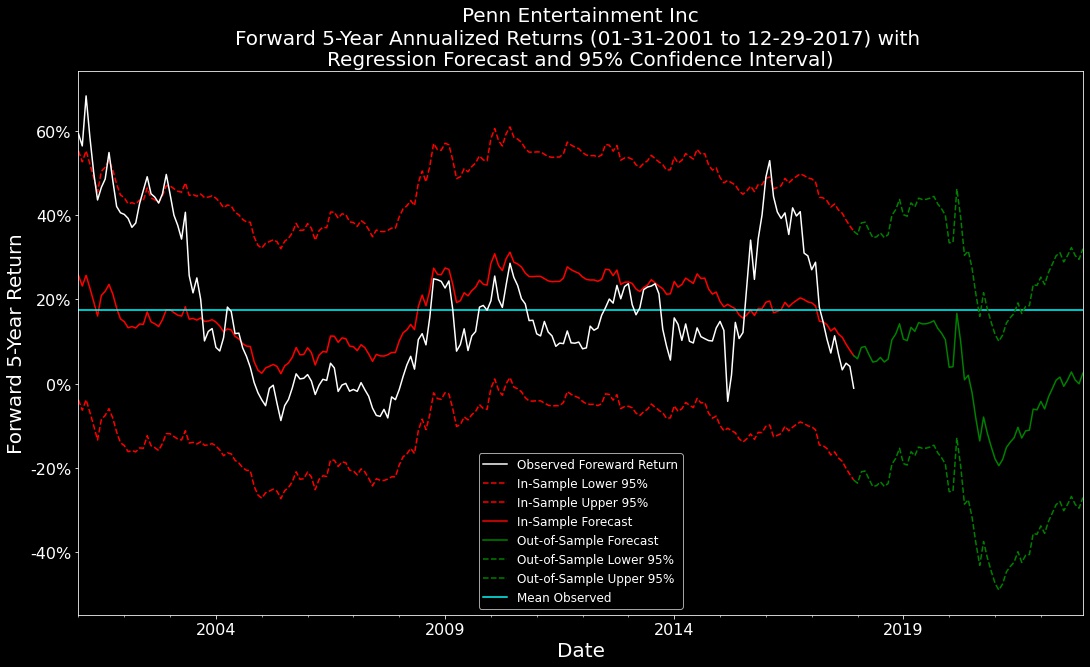 Penn Entertainment Inc
Forward 5-Year Annualized Returns (01-31-2001 to 12-29-2017) with
Regression Forecast and 95% Confidence Interval)
Forward 5-Year Return
60%
40%
20%
0%
-20%
-40%
Observed Foreward Return
In-Sample Lower 95%
In-Sample Upper 95%
In-Sample Forecast
Out-of-Sample Forecast
Out-of-Sample Lower 95%
Out-of-Sample Upper 95%
Mean Observed
2004
2009
2014
2019
Date